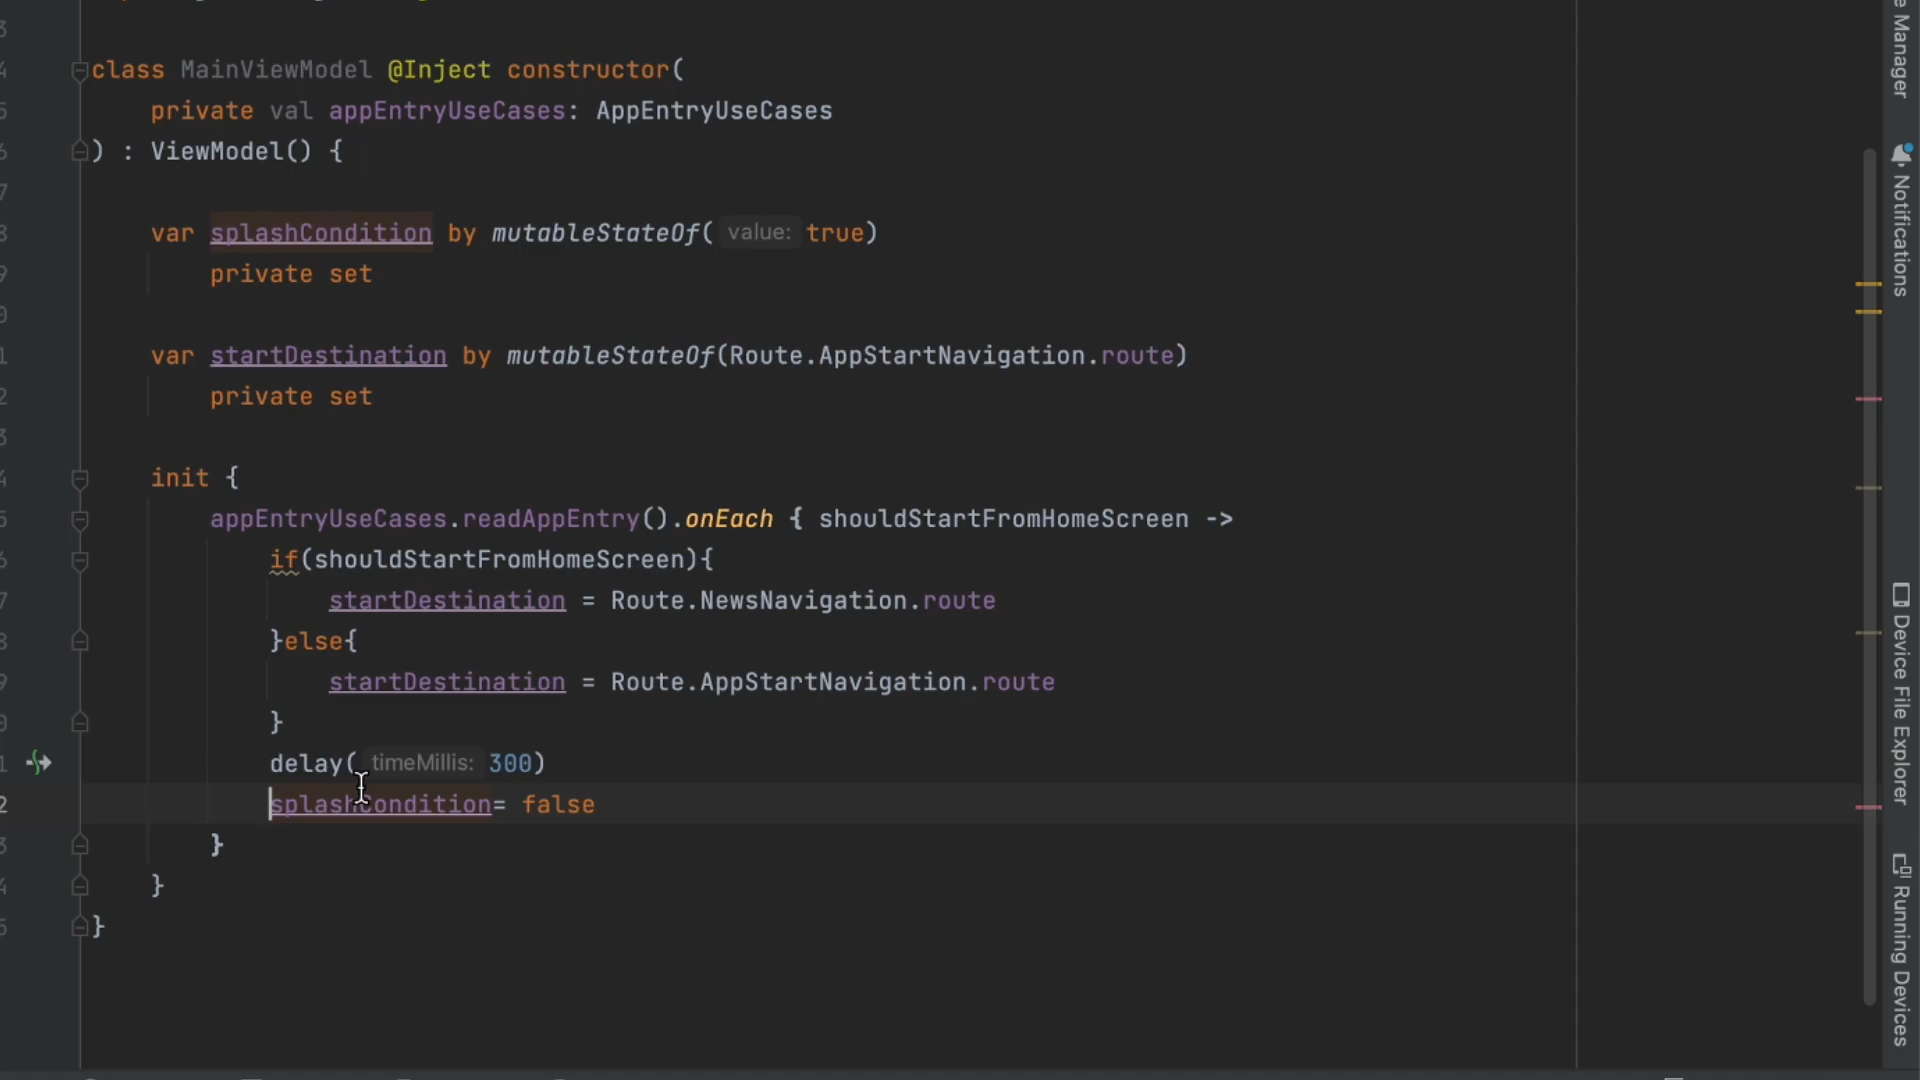 class MainViewModel @Inject constructor(
private val appEntryUseCases: AppEntryUseCases
) : ViewModel() {
var splashCondition by mutableStateOf( value: true)
private set
var startDestination by mutableStateOf(Route.AppStartNavigation.route)
private set
init {
appEntryUseCases.readAppEntry().onEach { shouldStartFromHomeScreen ->
if(shouldStartFromHomeScreen){
startDestination = Route.NewsNavigation.route
}else{
startDestination = Route.AppStartNavigation.route
}
delay( timeMillis: 300)
splashCondition= false
}
}
}
Manager
Notifications
Device File Explorer
Running Devices